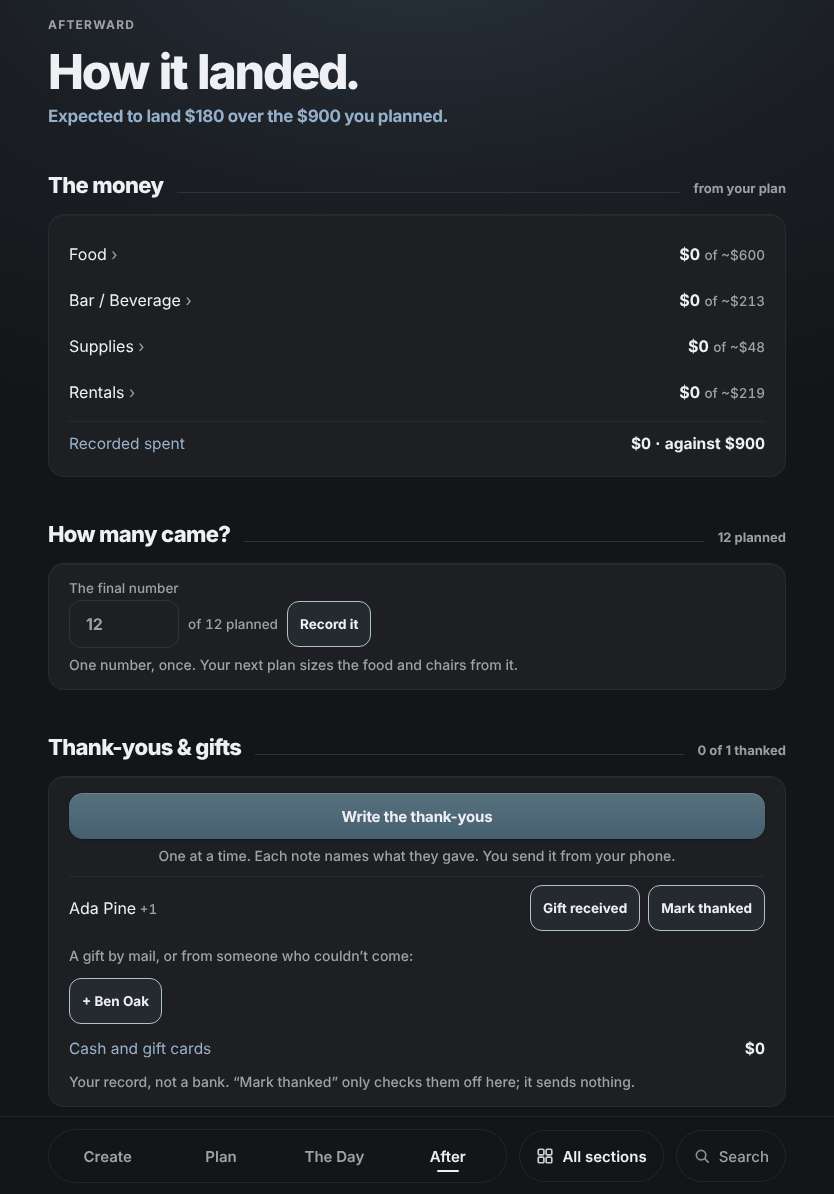 AFTERWARD
How it landed.
Expected to land $180 over the $900 you planned.
The money from your plan
Food › $0 of ~$600
Bar / Beverage › $0 of ~$213
Supplies › $0 of ~$48
Rentals › $0 of ~$219
Recorded spent $0 · against $900
How many came? 12 planned
The final number
12 of 12 planned Record it
One number, once. Your next plan sizes the food and chairs from it.
Thank-yous & gifts 0 of 1 thanked
Write the thank-yous
One at a time. Each note names what they gave. You send it from your phone.
Ada Pine +1 Gift received Mark thanked
A gift by mail, or from someone who couldn’t come:
+ Ben Oak
Cash and gift cards $0
Your record, not a bank. “Mark thanked” only checks them off here; it sends nothing.
Create Plan The Day After All sections Search